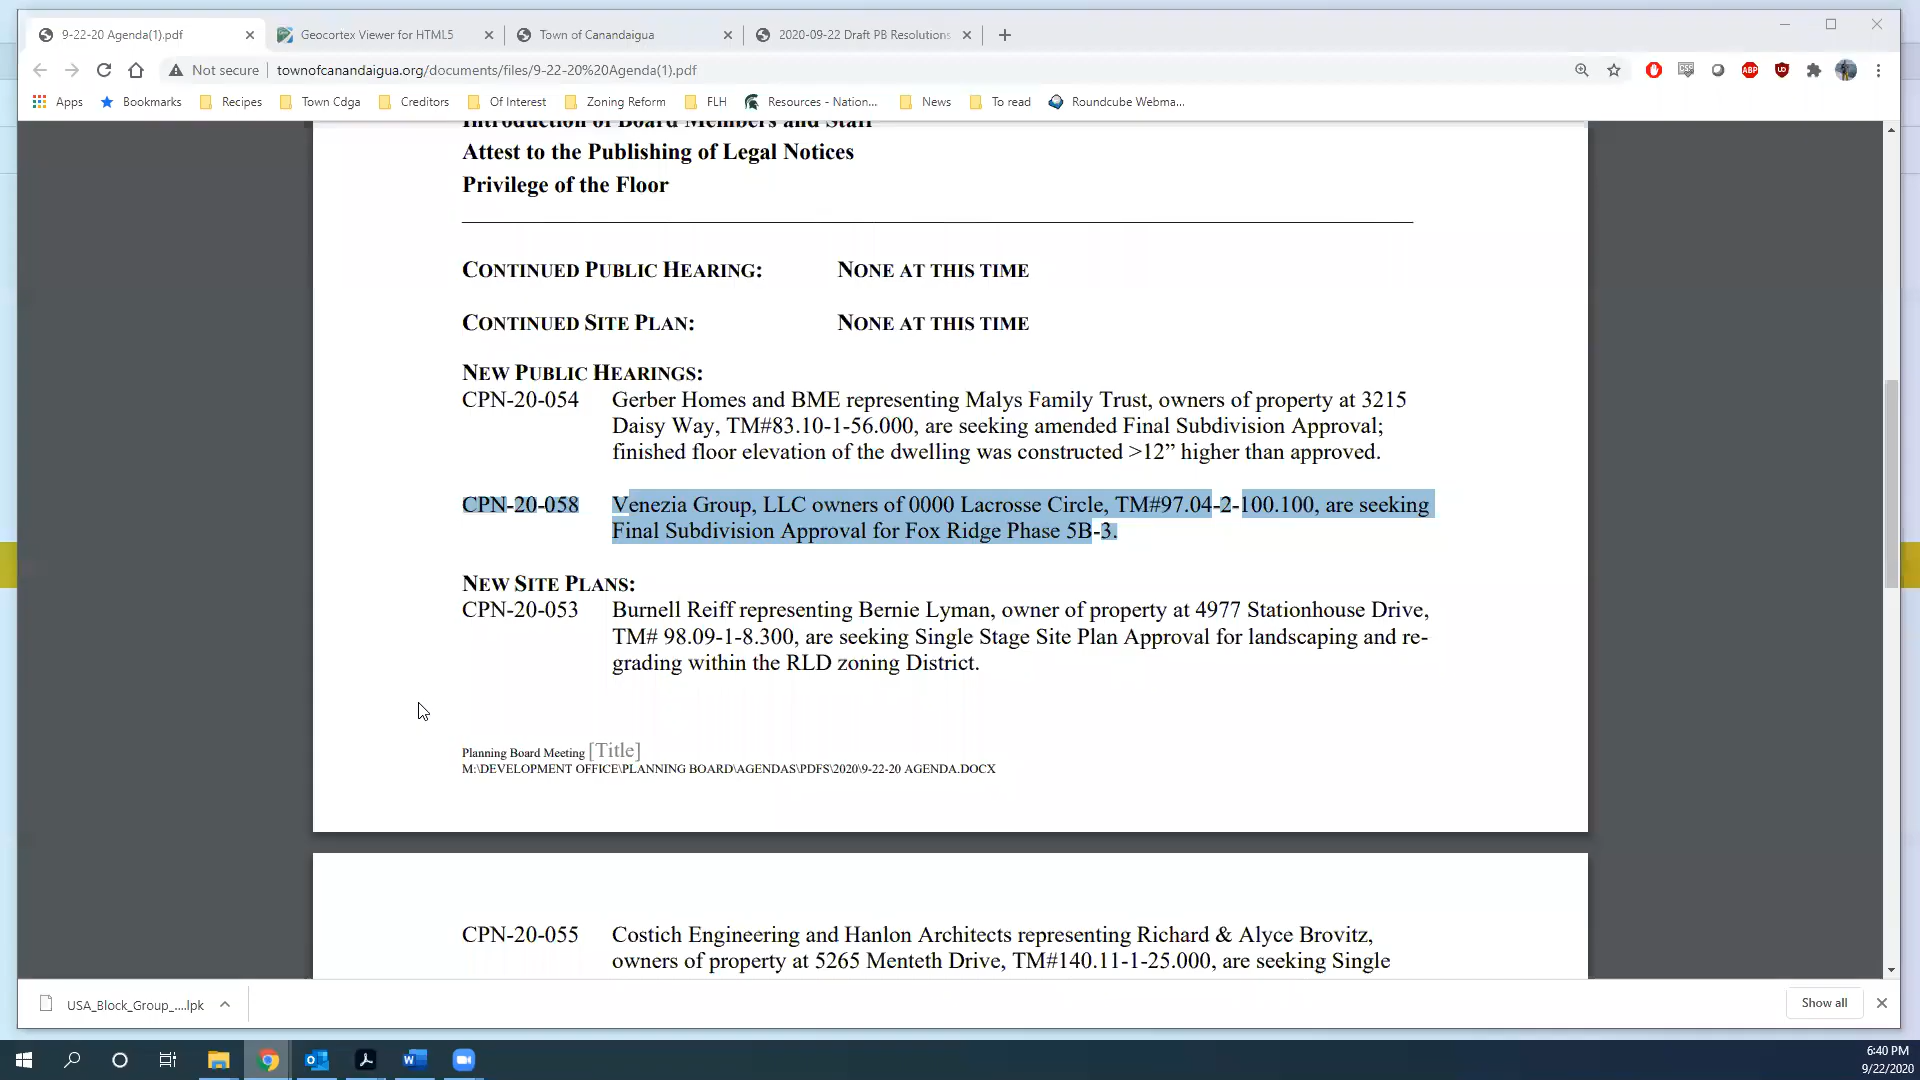 9-22-20 Agenda(1).pdf
Geocortex Viewer for HTML5
Town of Canandaigua
2020-09-22 Draft PB Resolutions
Not secure
townofcanandaigua.org/documents/files/9-22-20%20Agenda(1).pdf
Apps
Bookmarks
Recipes
Town Cdga
Creditors
Of Interest
Zoning Reform
FLH
Resources - Nation...
News
To read
Roundcube Webma...
Introduction of Board Members and Staff
Attest to the Publishing of Legal Notices
Privilege of the Floor
CONTINUED PUBLIC HEARING: NONE AT THIS TIME
CONTINUED SITE PLAN: NONE AT THIS TIME
NEW PUBLIC HEARINGS:
CPN-20-054 Gerber Homes and BME representing Malys Family Trust, owners of property at 3215
Daisy Way, TM#83.10-1-56.000, are seeking amended Final Subdivision Approval;
finished floor elevation of the dwelling was constructed >12” higher than approved.
CPN-20-058 Venezia Group, LLC owners of 0000 Lacrosse Circle, TM#97.04-2-100.100, are seeking
Final Subdivision Approval for Fox Ridge Phase 5B-3.
NEW SITE PLANS:
CPN-20-053 Burnell Reiff representing Bernie Lyman, owner of property at 4977 Stationhouse Drive,
TM# 98.09-1-8.300, are seeking Single Stage Site Plan Approval for landscaping and re-
grading within the RLD zoning District.
Planning Board Meeting [Title]
M:\DEVELOPMENT OFFICE\PLANNING BOARD\AGENDAS\PDFS\2020\9-22-20 AGENDA.DOCX
CPN-20-055 Costich Engineering and Hanlon Architects representing Richard & Alyce Brovitz,
owners of property at 5265 Menteth Drive, TM#140.11-1-25.000, are seeking Single
USA_Block_Group_....lpk
Show all
6:40 PM
9/22/2020